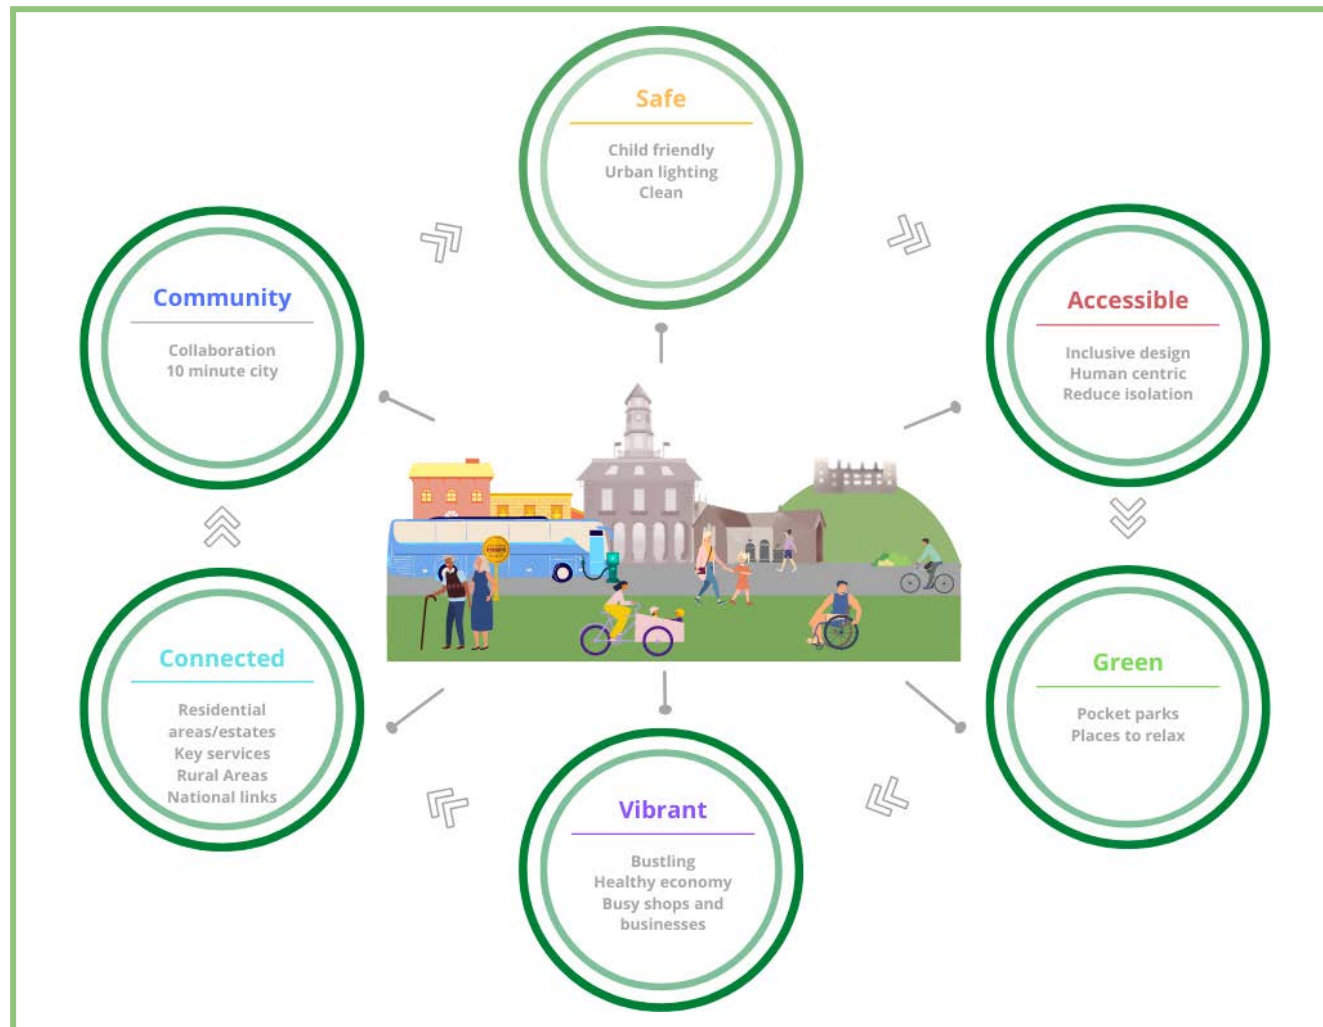 Safe
Child friendly
Urban lighting
Clean
Accessible
Inclusive design
Human centric
Reduce isolation
Green
Pocket parks
Places to relax
Vibrant
Bustling
Healthy economy
Busy shops and
businesses
Connected
Residential
areas/estates
Key services
Rural Areas
National links
Community
Collaboration
10 minute city